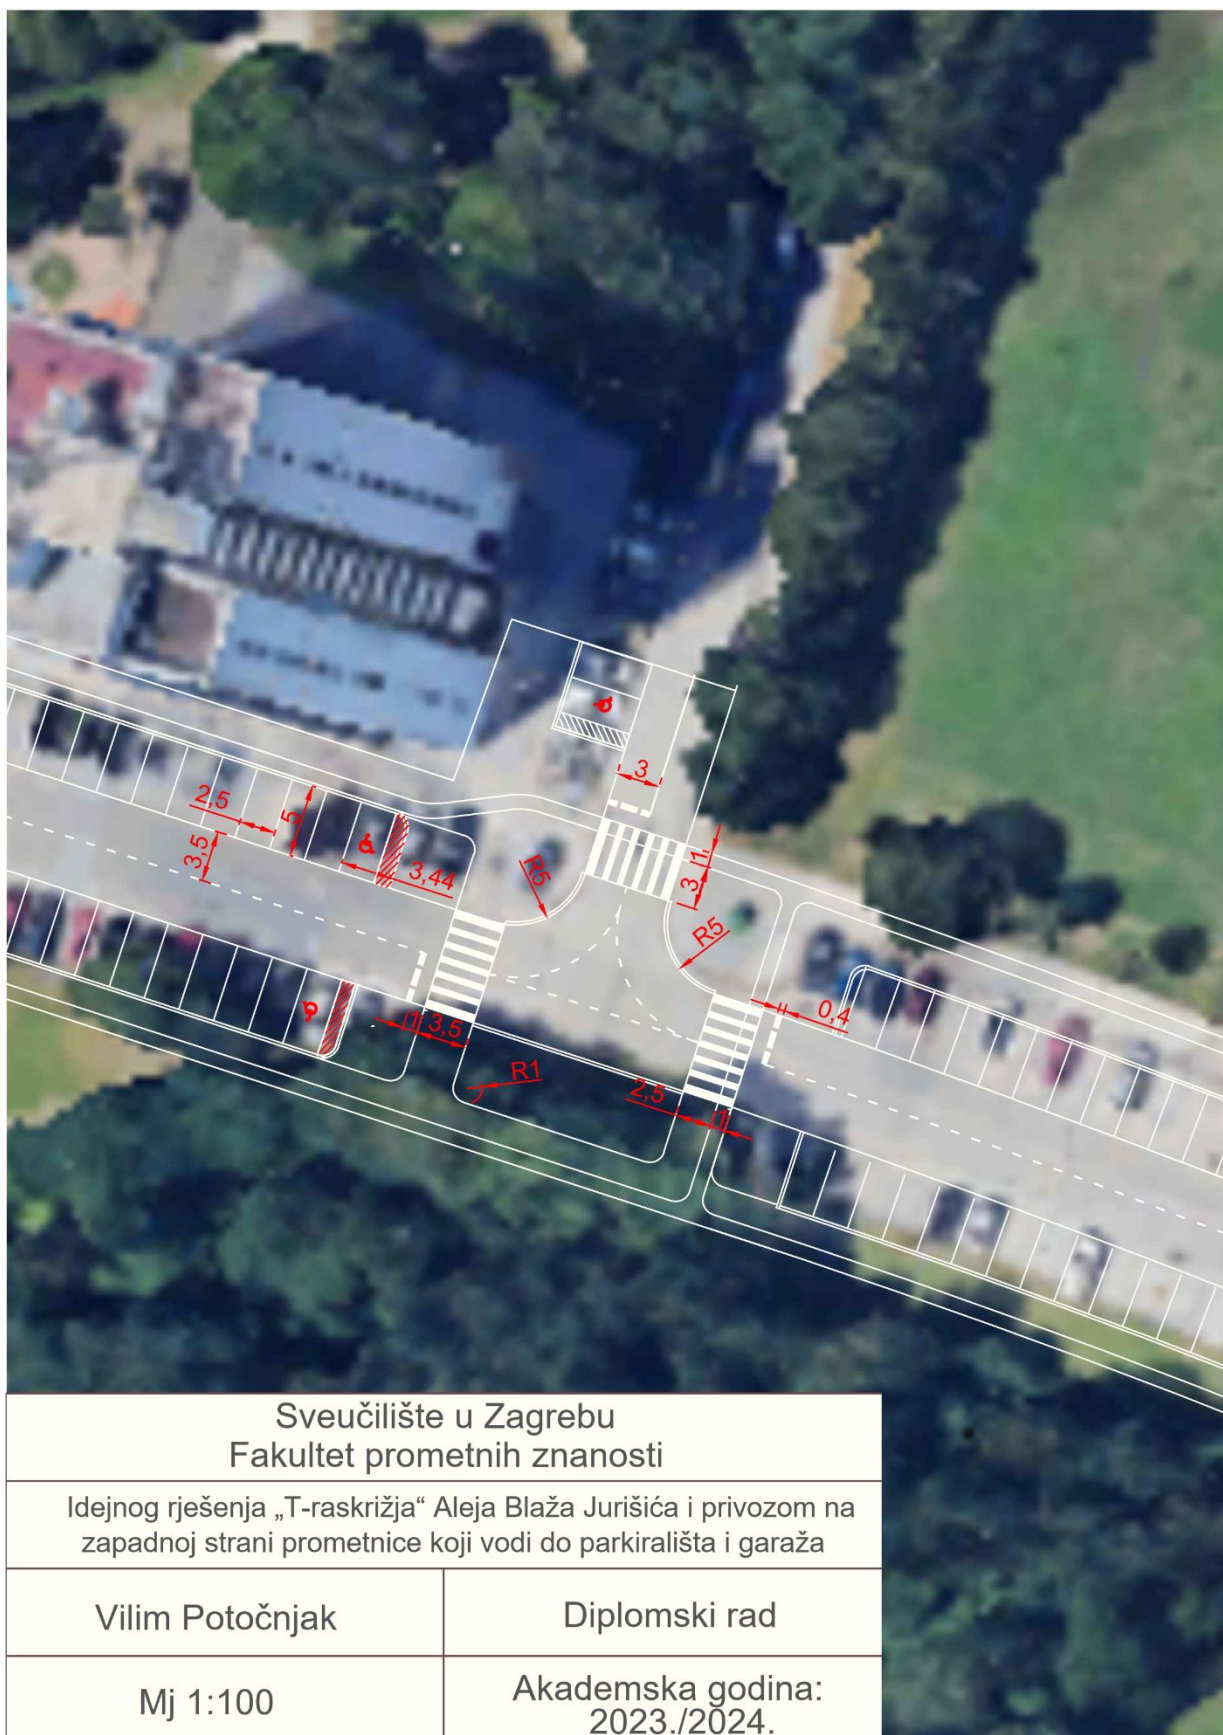 3
2,5
5
3,5
3,44
R5
1
3
R5
0,4
1
3,5
R1
2,5
1
Sveučilište u Zagrebu
Fakultet prometnih znanosti
Idejnog rješenja „T-raskrižja“ Aleja Blaža Jurišića i privozom na
zapadnoj strani prometnice koji vodi do parkirališta i garaža
Vilim Potočnjak
Diplomski rad
Mj 1:100
Akademska godina:
2023./2024.